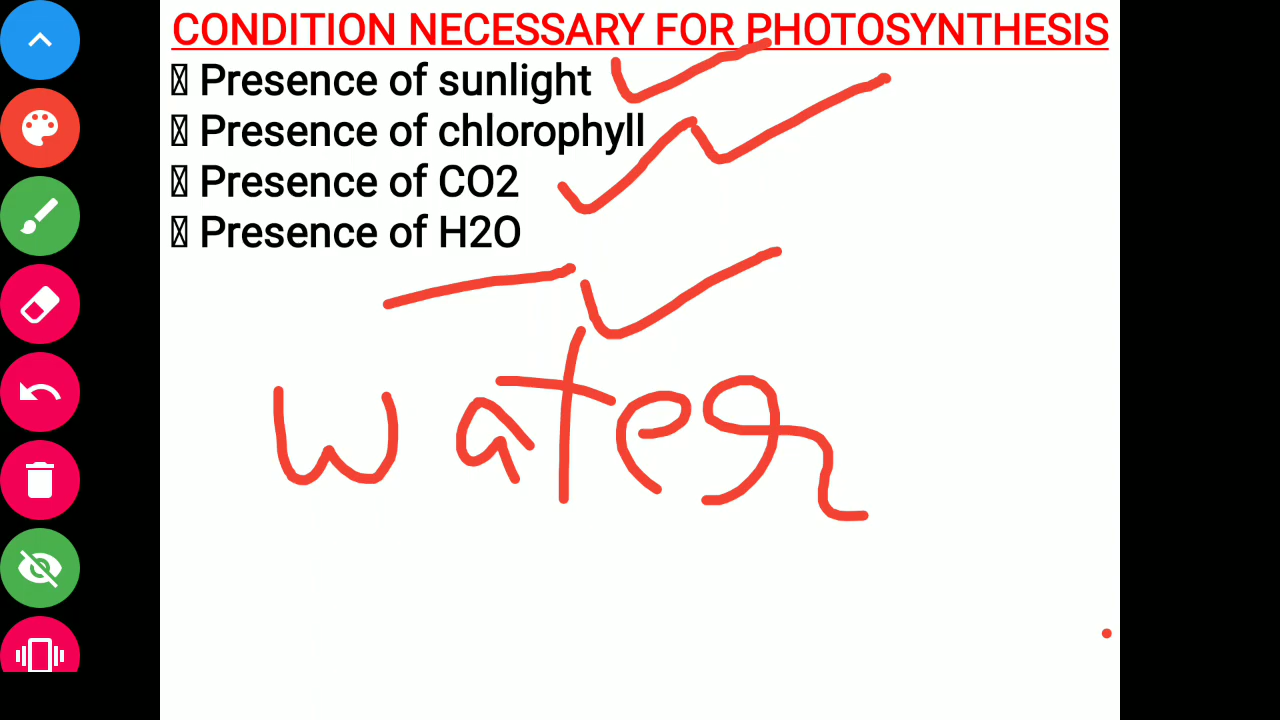 CONDITION NECESSARY FOR PHOTOSYNTHESIS
Presence of sunlight
Presence of chlorophyll
Presence of CO2
Presence of H2O
water